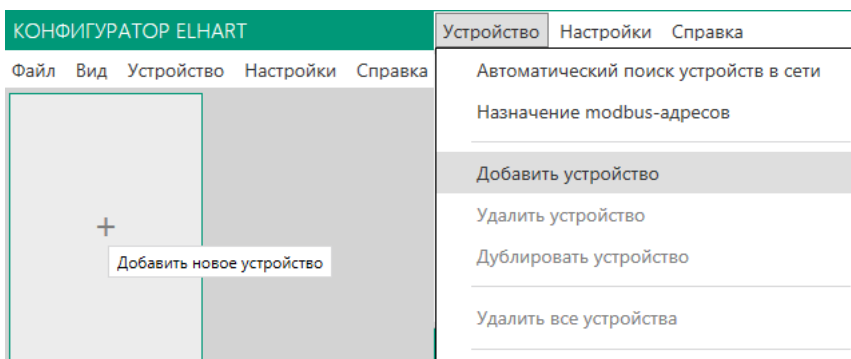 КОНФИГУРАТОР ELHART
Файл Вид Устройство Настройки Справка
Добавить новое устройство
Устройство Настройки Справка
Автоматический поиск устройств в сети
Назначение modbus-адресов
Добавить устройство
Удалить устройство
Дублировать устройство
Удалить все устройства